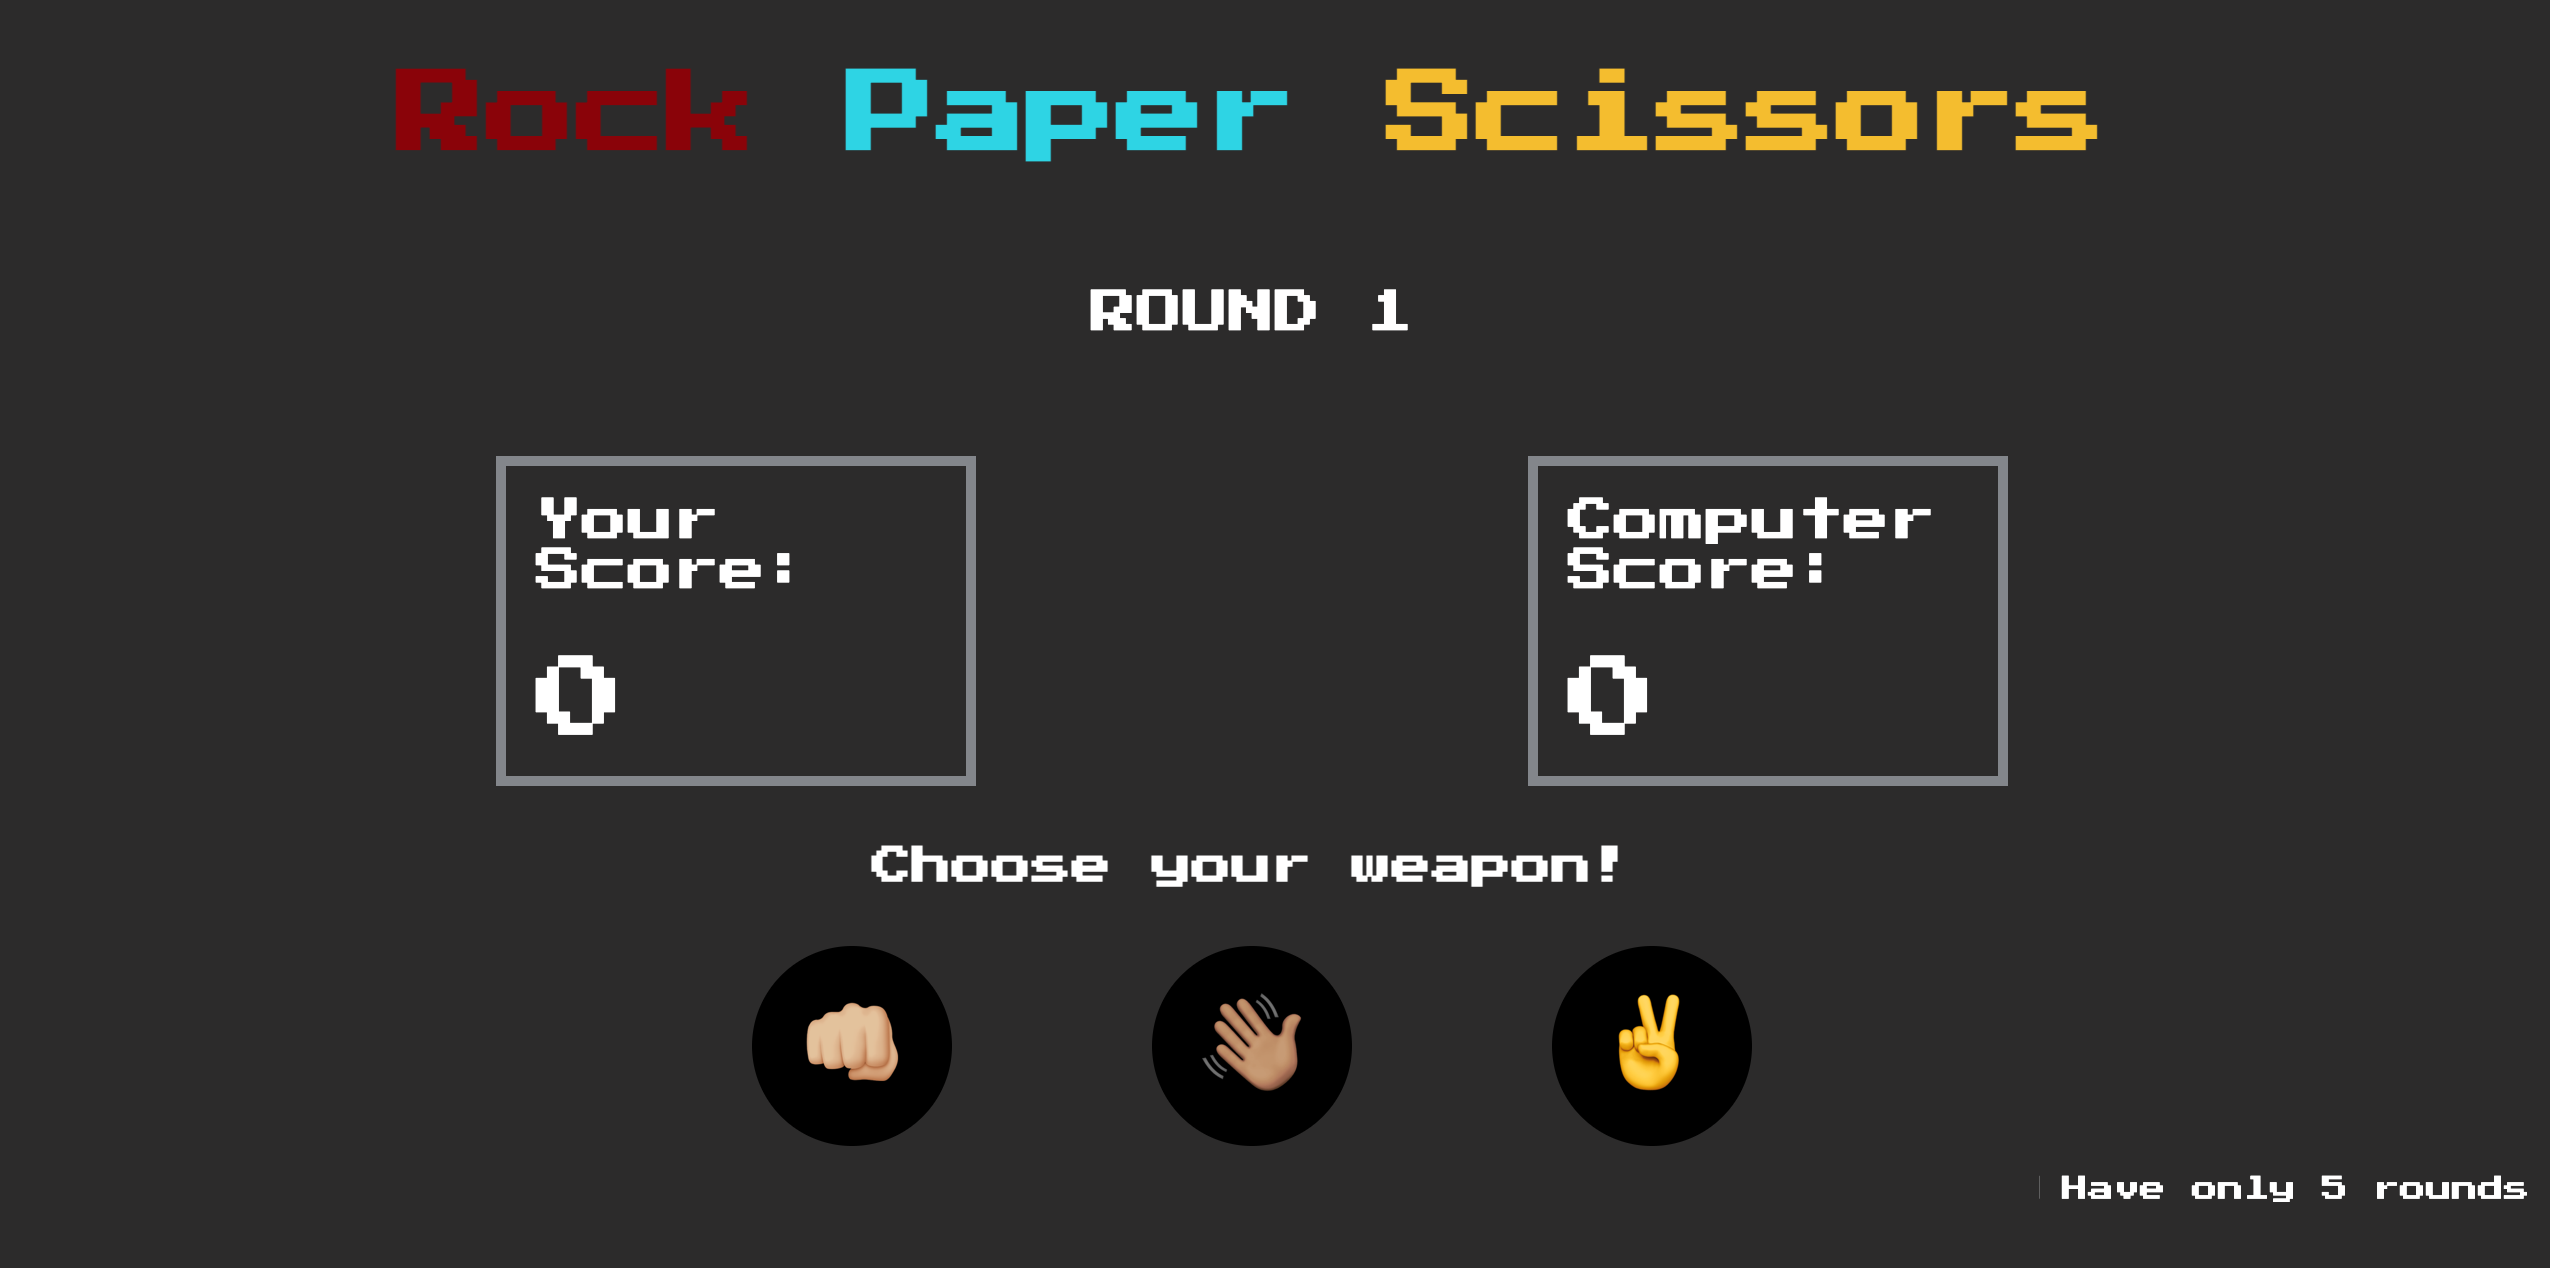 Rock Paper Scissors
ROUND 1
Your
Score:
0
Computer
Score:
0
Choose your weapon!
Have only 5 rounds